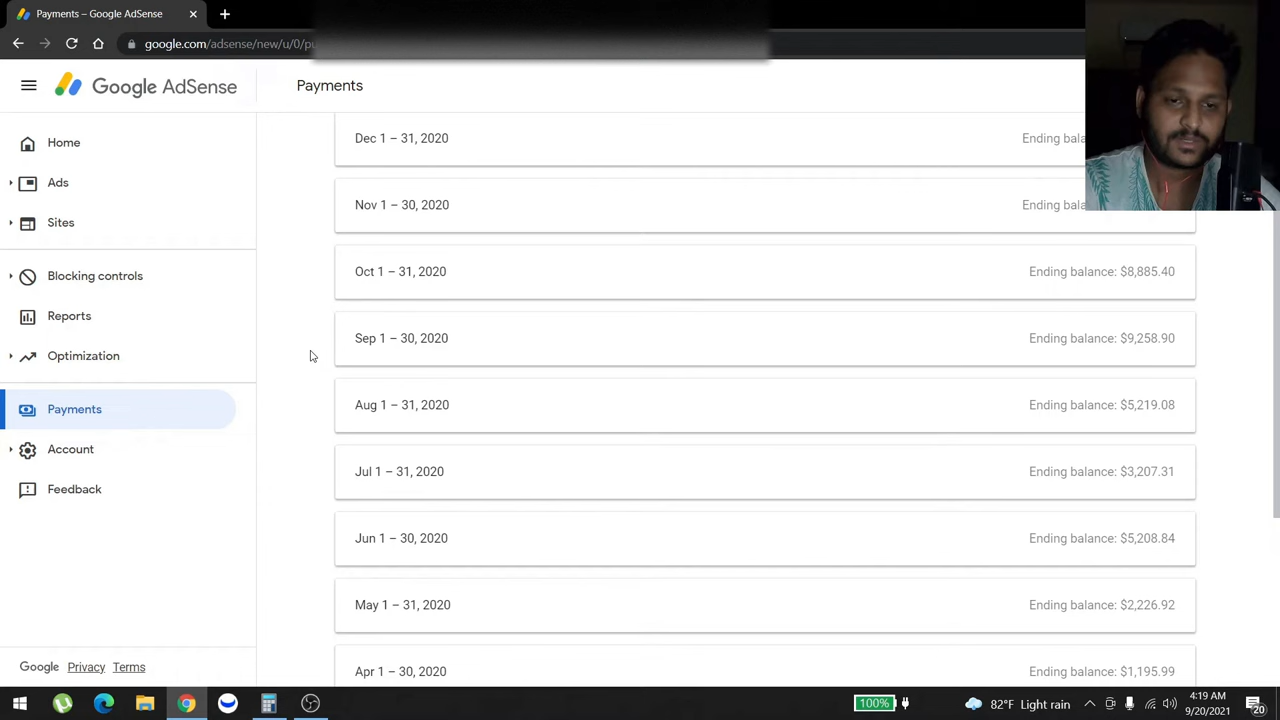 Payments – Google AdSense
google.com/adsense/new/u/0/pu
Google AdSense
Payments
Home
Ads
Sites
Blocking controls
Reports
Optimization
Payments
Account
Feedback
Google Privacy Terms
Dec 1 – 31, 2020 Ending
Nov 1 – 30, 2020 Ending
Oct 1 – 31, 2020 Ending balance: $8,885.40
Sep 1 – 30, 2020 Ending balance: $9,258.90
Aug 1 – 31, 2020 Ending balance: $5,219.08
Jul 1 – 31, 2020 Ending balance: $3,207.31
Jun 1 – 30, 2020 Ending balance: $5,208.84
May 1 – 31, 2020 Ending balance: $2,226.92
Apr 1 – 30, 2020 Ending balance: $1,195.99
100%
82°F Light rain
4:19 AM
9/20/2021
20